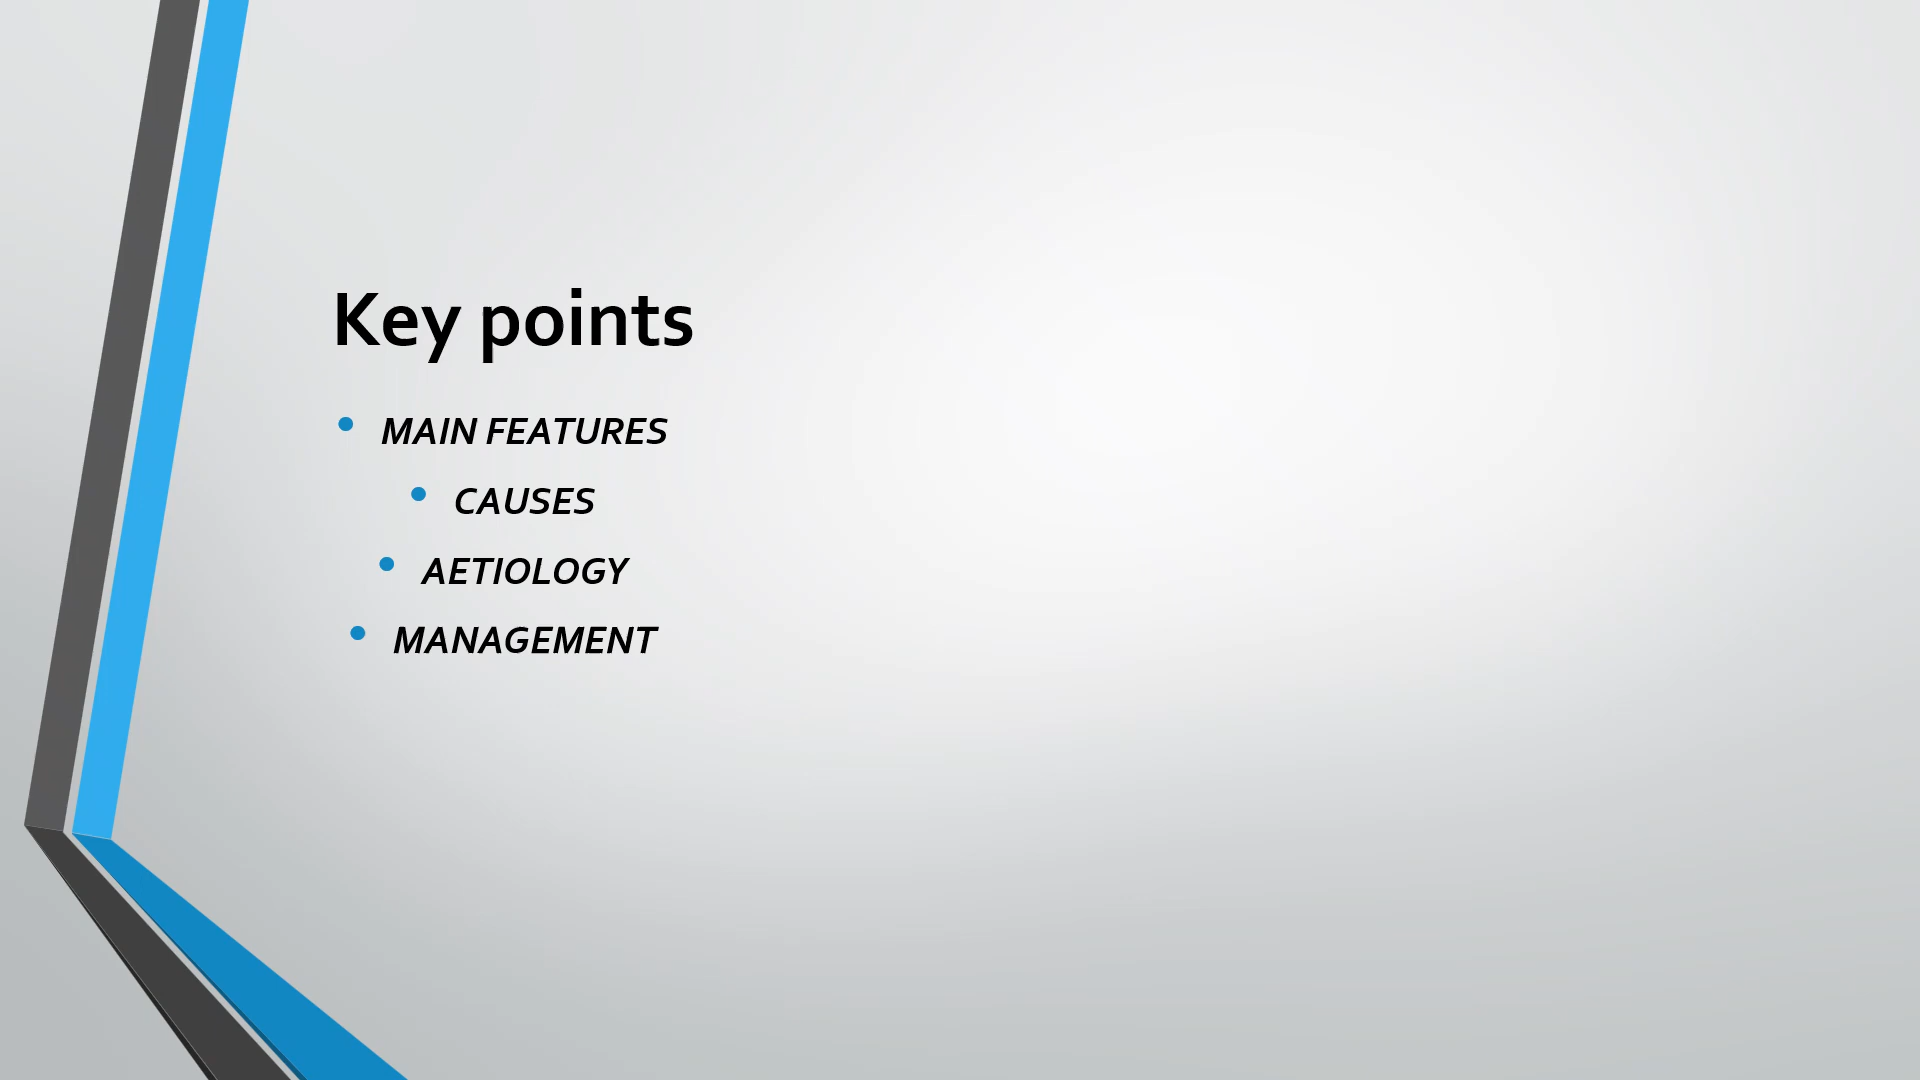 Key points
• MAIN FEATURES
• CAUSES
• AETIOLOGY
• MANAGEMENT